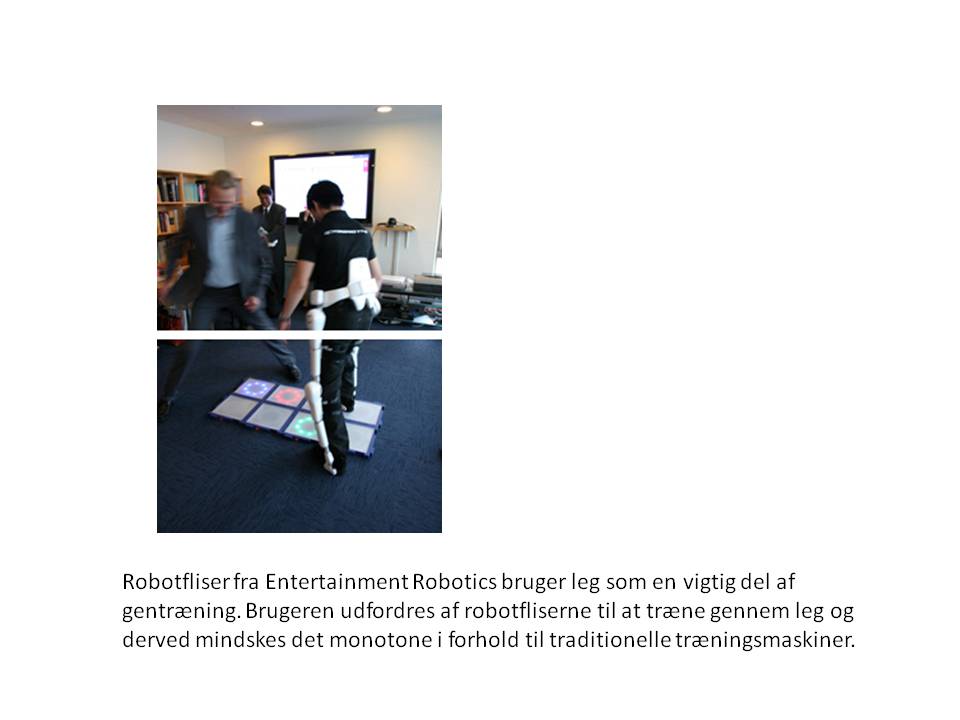 Robotfliser fra Entertainment Robotics bruger leg som en vigtig del af
gentræning. Brugeren udfordres af robotfliserne til at træne gennem leg og
derved mindskes det monotone i forhold til traditionelle træningsmaskiner.